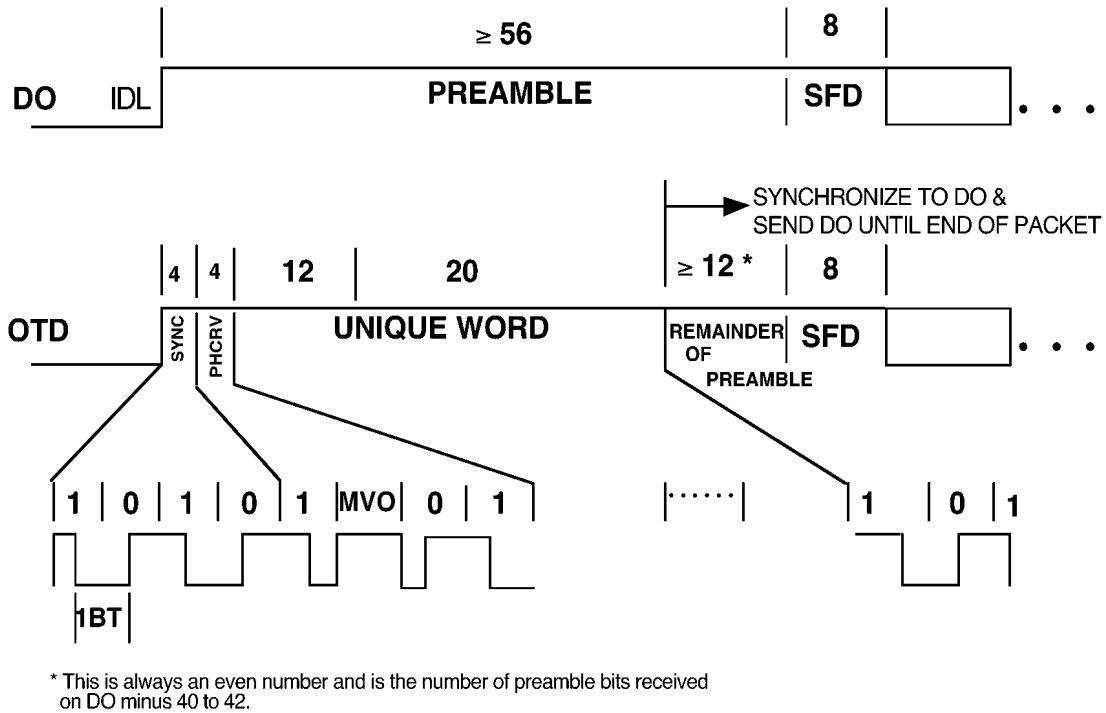 ≥ 56 8
DO IDL PREAMBLE SFD . . .
SYNCHRONIZE TO DO &
SEND DO UNTIL END OF PACKET
4 4 12 20 ≥ 12 * 8
OTD SYNC PHCRV UNIQUE WORD REMAINDER OF PREAMBLE SFD . . .
1 0 1 0 1 MVO 0 1 ...... 1 0 1
1BT
* This is always an even number and is the number of preamble bits received
on DO minus 40 to 42.